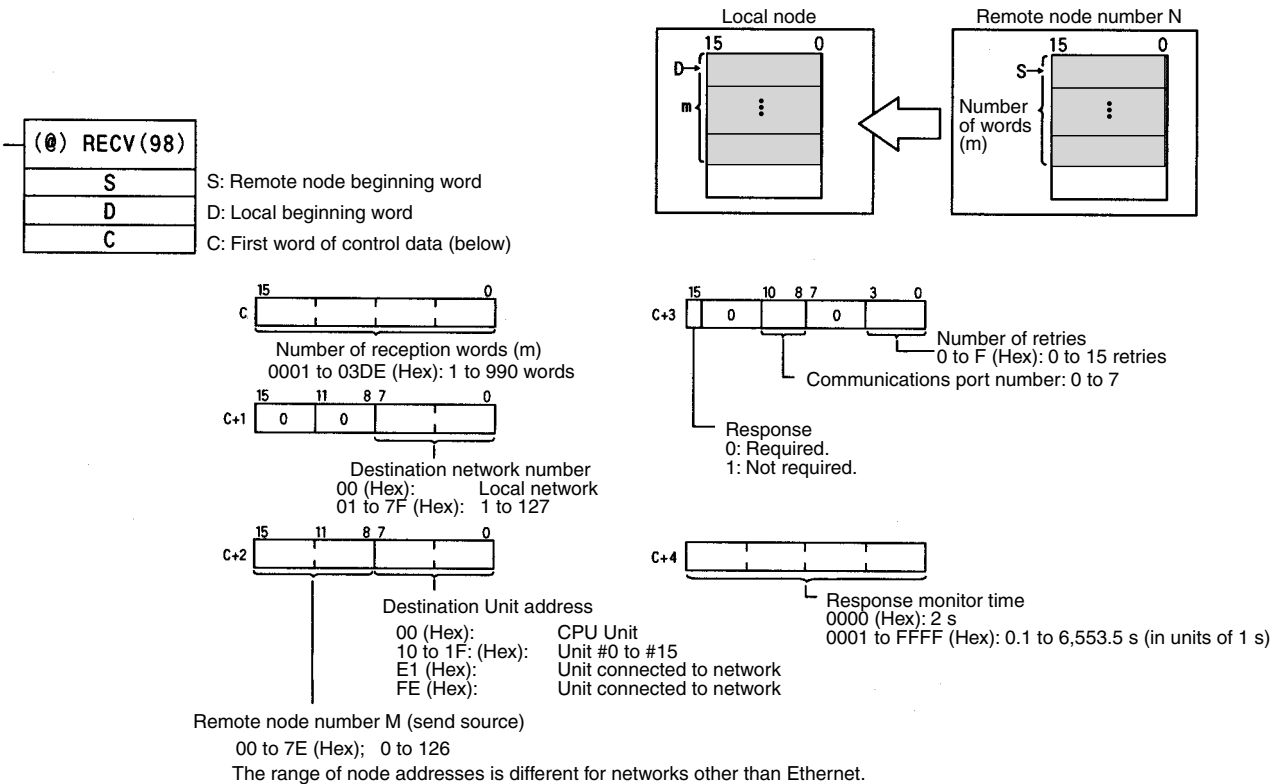 Local node
Remote node number N
15 0
D
m
15 0
S
Number
of words
(m)
(@) RECV(98)
S
S: Remote node beginning word
D
D: Local beginning word
C
C: First word of control data (below)
15 0
C
Number of reception words (m)
0001 to 03DE (Hex): 1 to 990 words
15 11 8 7 0
C+1 0 0
Destination network number
00 (Hex): Local network
01 to 7F (Hex): 1 to 127
15 11 8 7 0
C+2
Destination Unit address
00 (Hex): CPU Unit
10 to 1F: (Hex): Unit #0 to #15
E1 (Hex): Unit connected to network
FE (Hex): Unit connected to network
Remote node number M (send source)
00 to 7E (Hex); 0 to 126
The range of node addresses is different for networks other than Ethernet.
15 10 8 7 3 0
C+3 0 0
Number of retries
0 to F (Hex): 0 to 15 retries
Communications port number: 0 to 7
Response
0: Required.
1: Not required.
C+4
Response monitor time
0000 (Hex): 2 s
0001 to FFFF (Hex): 0.1 to 6,553.5 s (in units of 1 s)